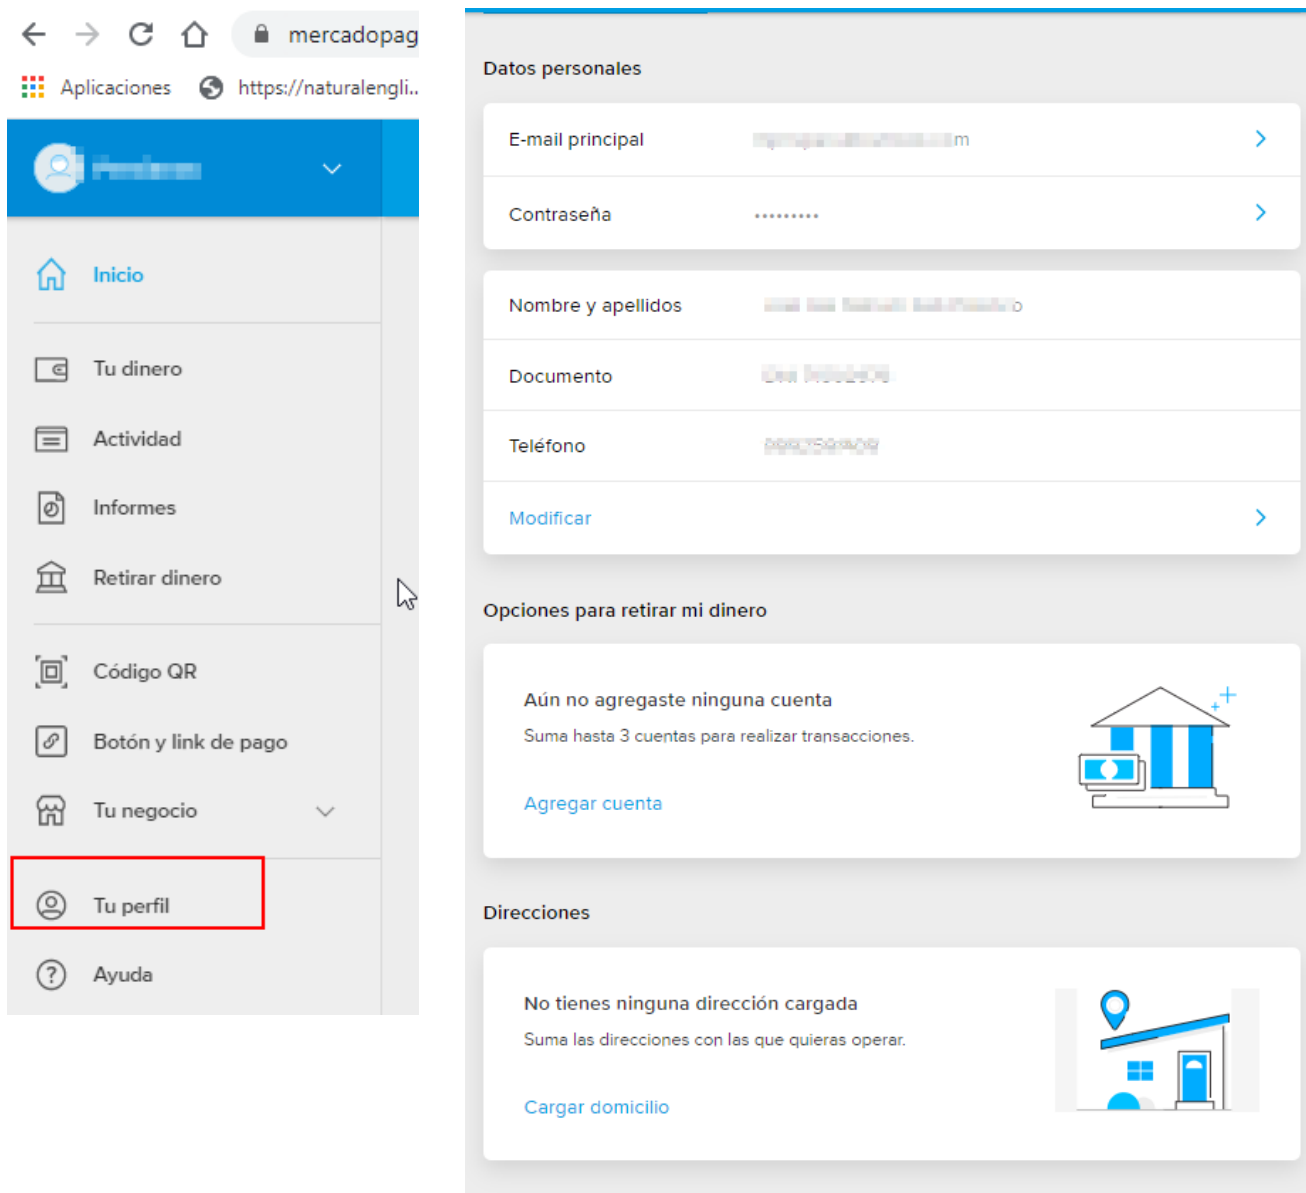 mercadopag
Aplicaciones https://naturalengli..
Inicio
Tu dinero
Actividad
Informes
Retirar dinero
Código QR
Botón y link de pago
Tu negocio
Tu perfil
Ayuda
Datos personales
E-mail principal
Contraseña •••••••••
Nombre y apellidos
Documento
Teléfono
Modificar
Opciones para retirar mi dinero
Aún no agregaste ninguna cuenta
Suma hasta 3 cuentas para realizar transacciones.
Agregar cuenta
Direcciones
No tienes ninguna dirección cargada
Suma las direcciones con las que quieras operar.
Cargar domicilio